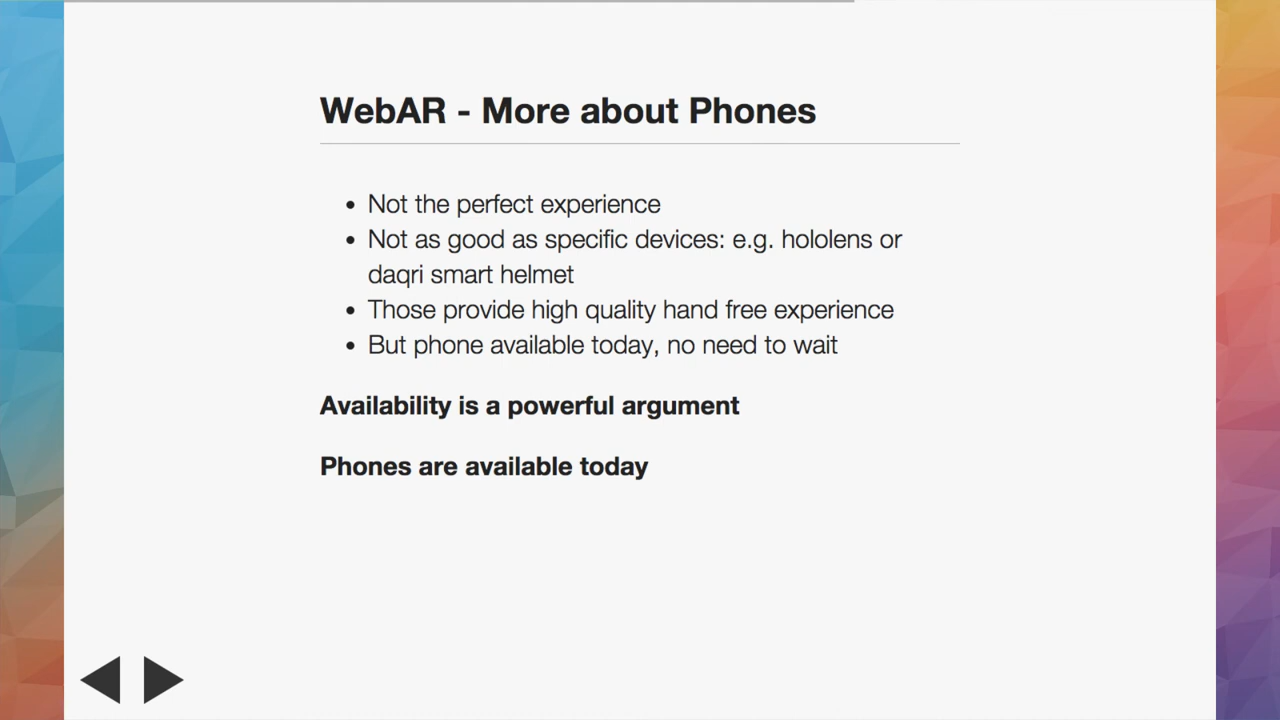 WebAR - More about Phones
• Not the perfect experience
• Not as good as specific devices: e.g. hololens or
daqri smart helmet
• Those provide high quality hand free experience
• But phone available today, no need to wait
Availability is a powerful argument
Phones are available today